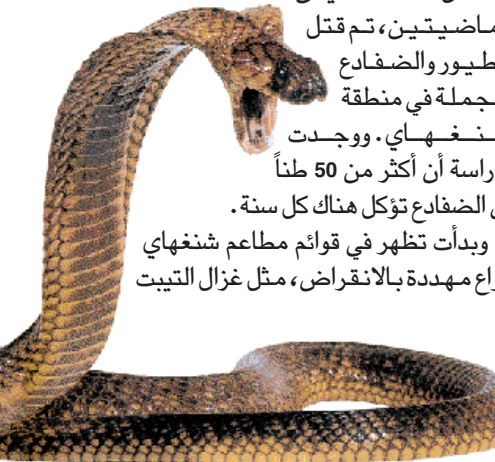 ماضيتين، تم قتل
طيور والضفادع
جملة في منطقة
نغهاي. ووجدت
راسة أن أكثر من 50 طناً
الضفادع تؤكل هناك كل سنة.
وبدأت تظهر في قوائم مطاعم شنغهاي
مهددة بالانقراض، مثل غزال التيبت